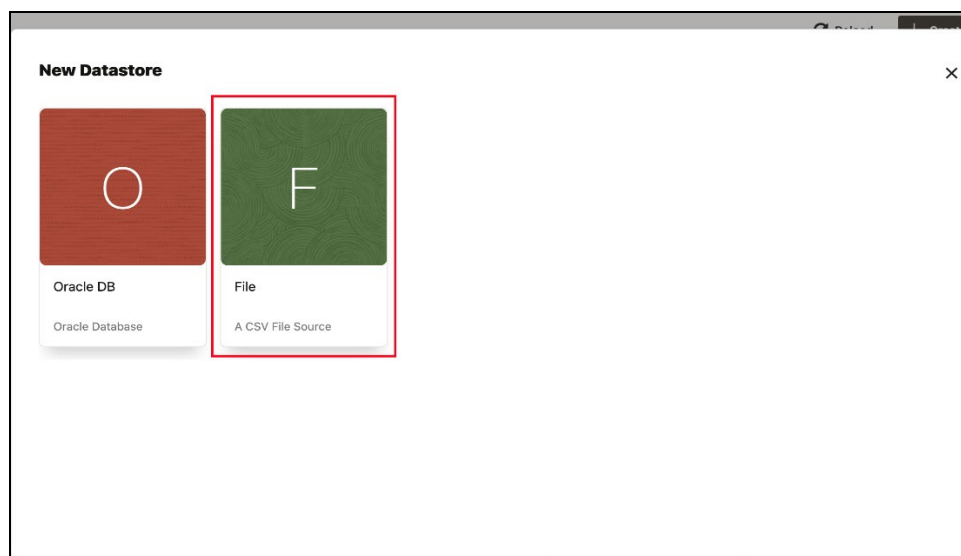 New Datastore
O
F
Oracle DB
File
Oracle Database
A CSV File Source